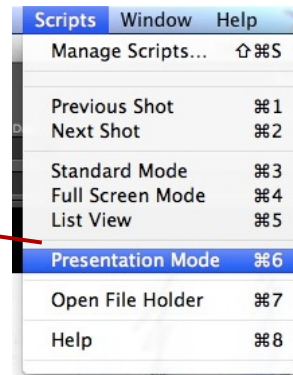 Scripts Window Help
Manage Scripts... ⇧⌘S
Previous Shot ⌘1
Next Shot ⌘2
Standard Mode ⌘3
Full Screen Mode ⌘4
List View ⌘5
Presentation Mode ⌘6
Open File Holder ⌘7
Help ⌘8